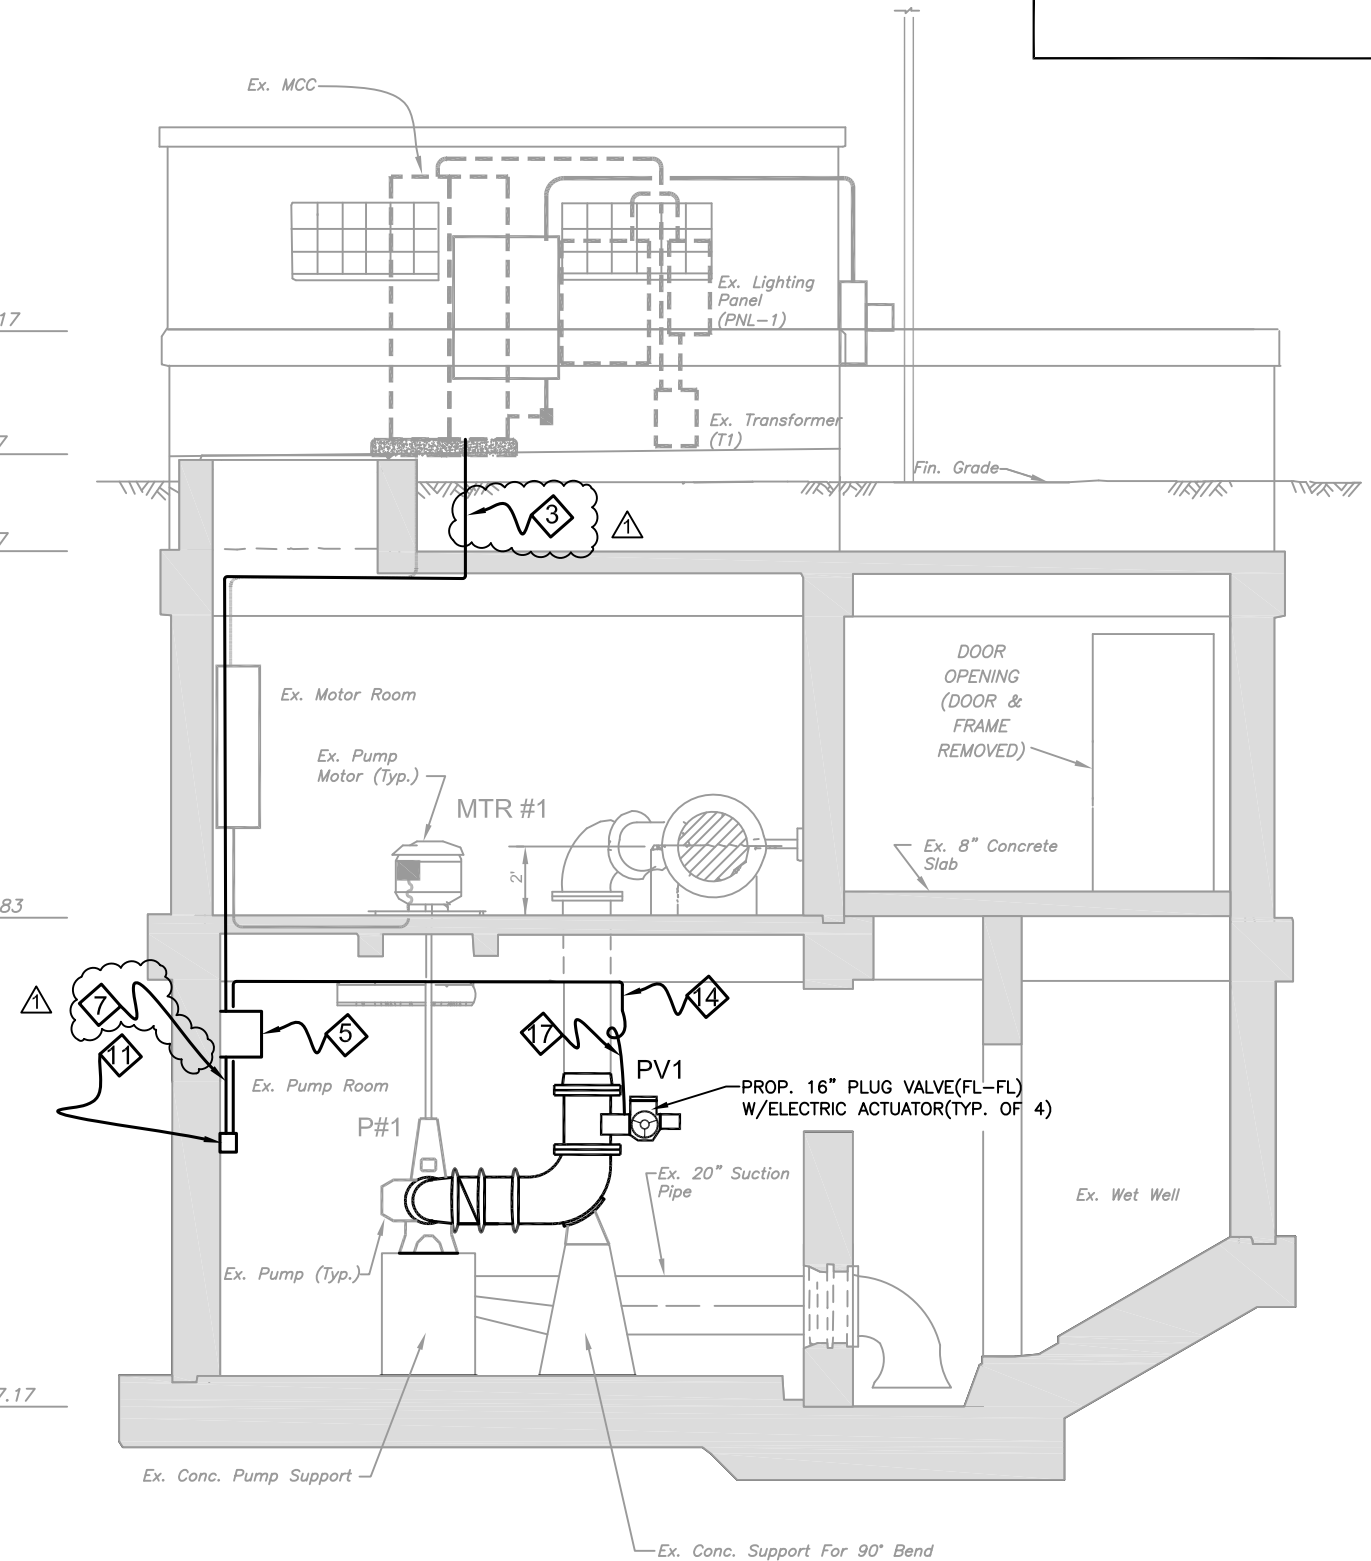 Ex. MCC
Ex. Lighting
Panel
(PNL-1)
17
Ex. Transformer
(T1)
7
Fin. Grade
3
1
7
DOOR
OPENING
(DOOR &
FRAME
REMOVED)
Ex. Motor Room
Ex. Pump
Motor (Typ.)
MTR #1
Ex. 8" Concrete
Slab
2'
83
1
7
14
5
17
11
PV1
Ex. Pump Room
PROP. 16" PLUG VALVE(FL-FL)
W/ELECTRIC ACTUATOR(TYP. OF 4)
P#1
Ex. 20" Suction
Pipe
Ex. Wet Well
Ex. Pump (Typ.)
7.17
Ex. Conc. Pump Support
Ex. Conc. Support For 90° Bend